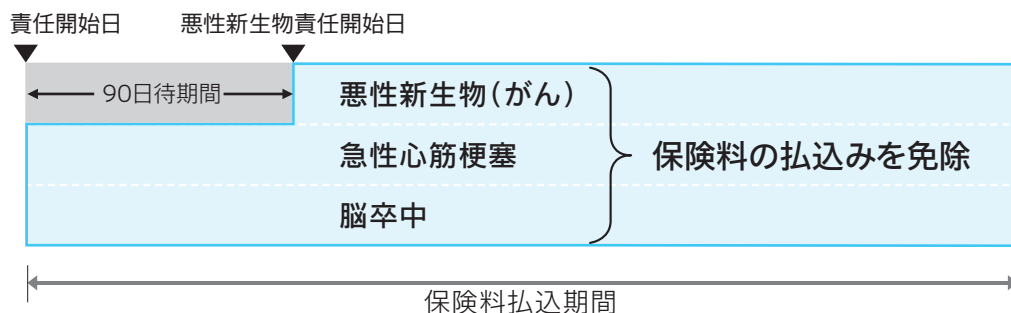 責任開始日
悪性新生物責任開始日
90日待期間
悪性新生物(がん)
急性心筋梗塞
保険料の払込みを免除
脳卒中
保険料払込期間